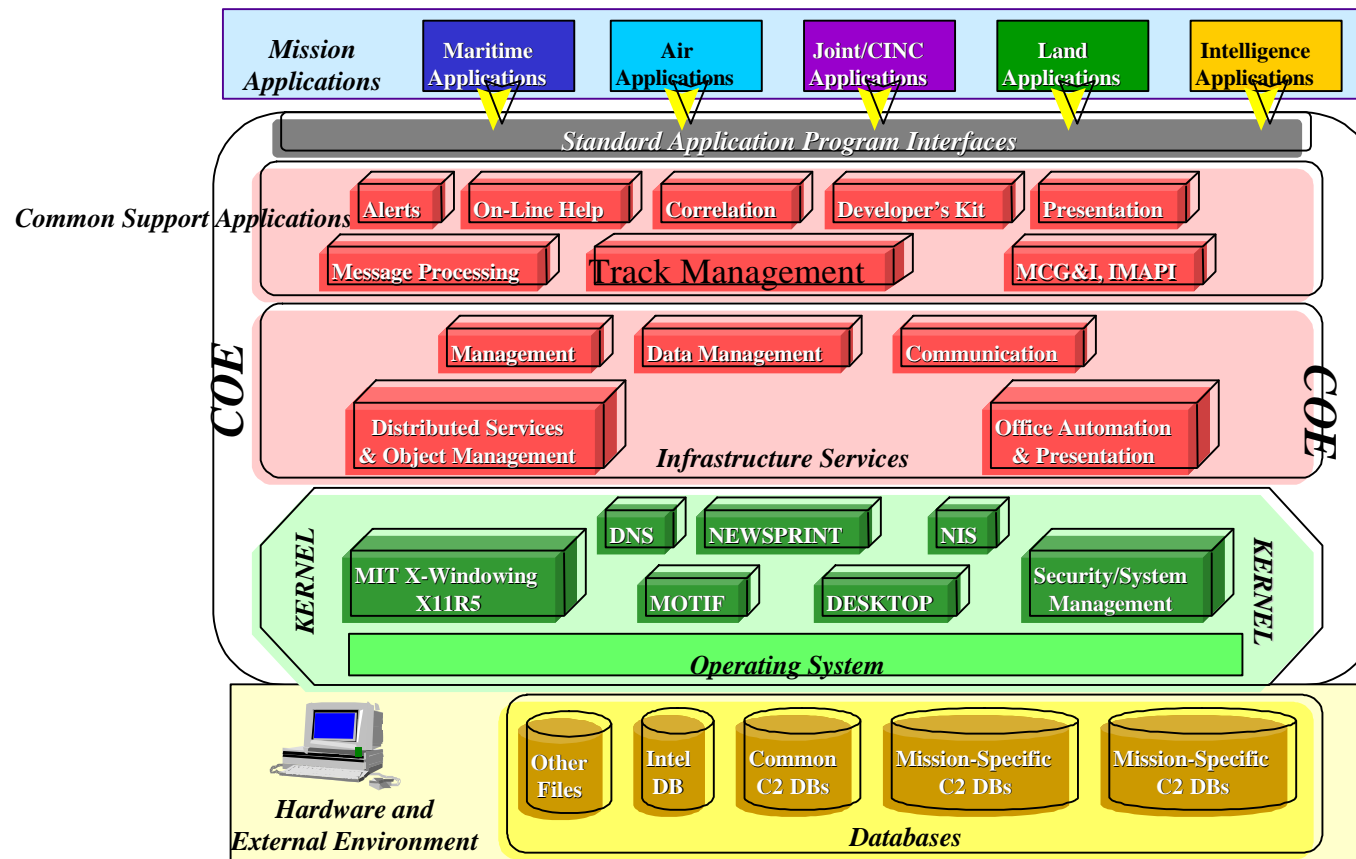 Mission
Applications
Maritime
Applications
Air
Applications
Joint/CINC
Applications
Land
Applications
Intelligence
Applications
Standard Application Program Interfaces
Common Support Applications
Alerts
On-Line Help
Correlation
Developer's Kit
Presentation
Message Processing
Track Management
MCG&I, IMAPI
COE
COE
Management
Data Management
Communication
Distributed Services
& Object Management
Office Automation
& Presentation
Infrastructure Services
KERNEL
KERNEL
DNS
NEWSPRINT
NIS
MIT X-Windowing
X11R5
MOTIF
DESKTOP
Security/System
Management
Operating System
Hardware and
External Environment
Other
Files
Intel
DB
Common
C2 DBs
Mission-Specific
C2 DBs
Mission-Specific
C2 DBs
Databases